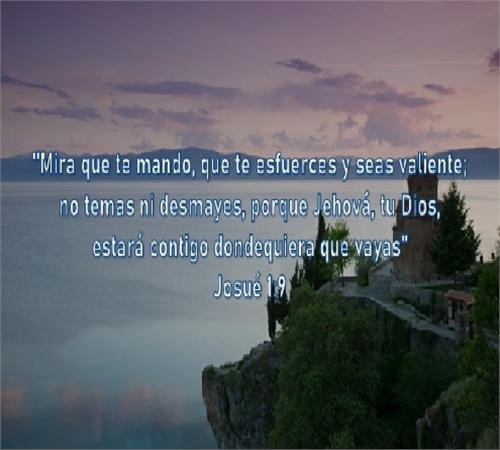 "Mira que te mando, que te esfuerces y seas valiente;
no temas ni desmayes, porque Jehová, tu Dios,
estará contigo dondequiera que vayas"
Josué 1:9